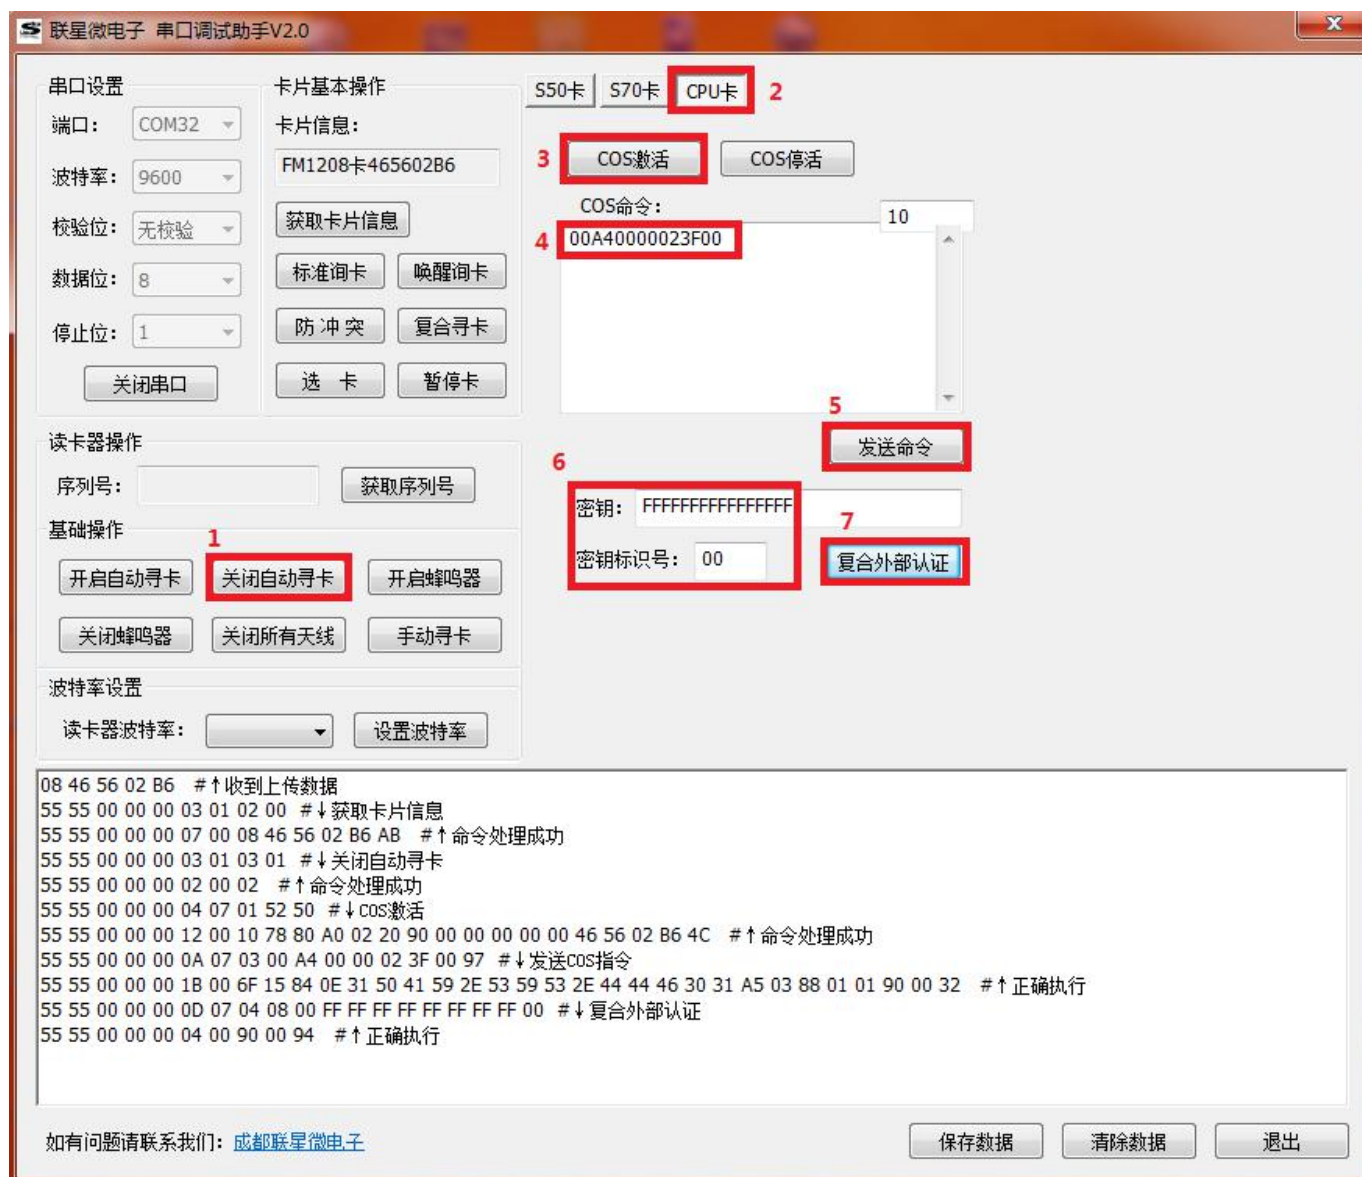 联星微电子 串口调试助手V2.0
x
串口设置
端口： COM32
波特率： 9600
校验位： 无校验
数据位： 8
停止位： 1
关闭串口
卡片基本操作
卡片信息：
FM1208卡465602B6
获取卡片信息
标准询卡 唤醒询卡
防 冲 突 复合寻卡
选 卡 暂停卡
S50卡 S70卡 CPU卡 2
3 COS激活 COS停活
COS命令： 10
4 00A40000023F00
5
发送命令
6
密钥： FFFFFFFFFFFFFFFF
7
密钥标识号： 00 复合外部认证
读卡器操作
序列号： 获取序列号
基础操作
1
开启自动寻卡 关闭自动寻卡 开启蜂鸣器
关闭蜂鸣器 关闭所有天线 手动寻卡
波特率设置
读卡器波特率： 设置波特率
08 46 56 02 B6 #↑收到上传数据
55 55 00 00 00 03 01 02 00 #↓获取卡片信息
55 55 00 00 00 07 00 08 46 56 02 B6 AB #↑命令处理成功
55 55 00 00 00 03 01 03 01 #↓关闭自动寻卡
55 55 00 00 00 02 00 02 #↑命令处理成功
55 55 00 00 00 04 07 01 52 50 #↓COS激活
55 55 00 00 00 12 00 10 78 80 A0 02 20 90 00 00 00 00 00 46 56 02 B6 4C #↑命令处理成功
55 55 00 00 00 0A 07 03 00 A4 00 00 02 3F 00 97 #↓发送COS指令
55 55 00 00 00 1B 00 6F 15 84 0E 31 50 41 59 2E 53 59 53 2E 44 44 46 30 31 A5 03 88 01 01 90 00 32 #↑正确执行
55 55 00 00 00 0D 07 04 08 00 FF FF FF FF FF FF FF FF 00 #↓复合外部认证
55 55 00 00 00 04 00 90 00 94 #↑正确执行
如有问题请联系我们：成都联星微电子
保存数据 清除数据 退出